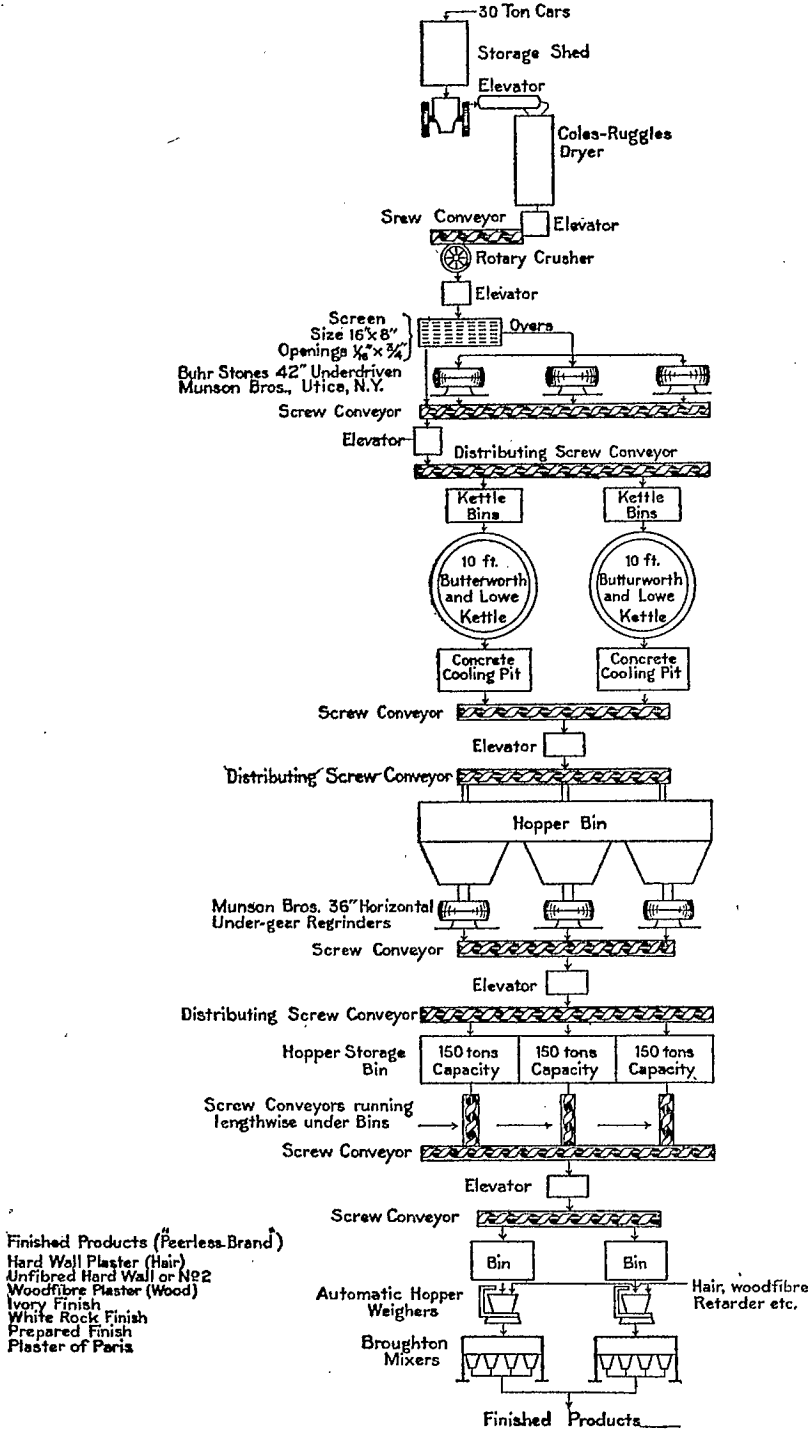 30 Ton Cars
Storage Shed
Elevator
Coles-Ruggles
Dryer
Srew Conveyor
Elevator
Rotary Crusher
Elevator
Screen
Size 16"x 8"
Openings 1/16" x 3/4"
Overs
Buhr Stones 42" Underdriven
Munson Bros., Utica, N.Y.
Screw Conveyor
Elevator
Distributing Screw Conveyor
Kettle
Bins
Kettle
Bins
10 ft.
Butterworth
and Lowe
Kettle
10 ft.
Butturworth
and Lowe
Kettle
Concrete
Cooling Pit
Concrete
Cooling Pit
Screw Conveyor
Elevator
Distributing Screw Conveyor
Hopper Bin
Munson Bros. 36" Horizontal
Under-gear Regrinders
Screw Conveyor
Elevator
Distributing Screw Conveyor
Hopper Storage
Bin
150 tons
Capacity
150 tons
Capacity
150 tons
Capacity
Screw Conveyors running
lengthwise under Bins
Screw Conveyor
Elevator
Screw Conveyor
Bin
Bin
Automatic Hopper
Weighers
Hair, woodfibre
Retarder etc.
Broughton
Mixers
Finished Products
Finished Products ("Peerless Brand")
Hard Wall Plaster (Hair)
Unfibred Hard Wall or No2
Woodfibre Plaster (Wood)
Ivory Finish
White Rock Finish
Prepared Finish
Plaster of Paris